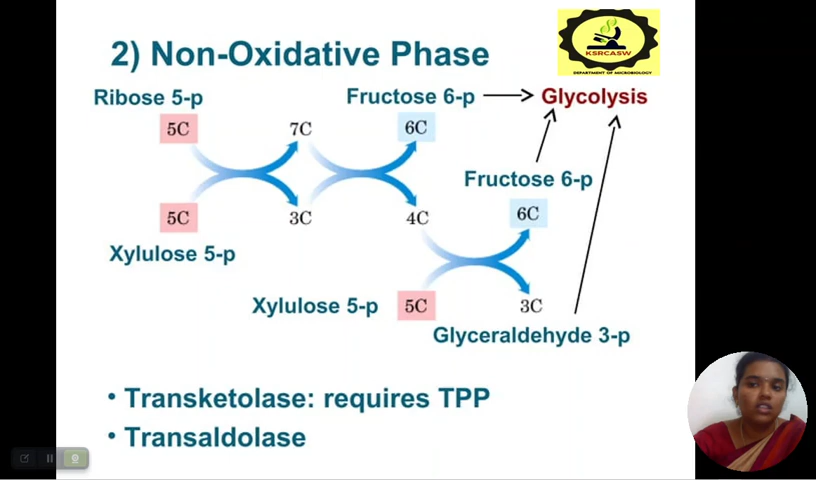 2) Non-Oxidative Phase
KSRCASW
DEPARTMENT OF MICROBIOLOGY
Ribose 5-p
Fructose 6-p
Glycolysis
5C
7C
6C
Fructose 6-p
5C
3C
4C
6C
Xylulose 5-p
Xylulose 5-p
5C
3C
Glyceraldehyde 3-p
• Transketolase: requires TPP
• Transaldolase